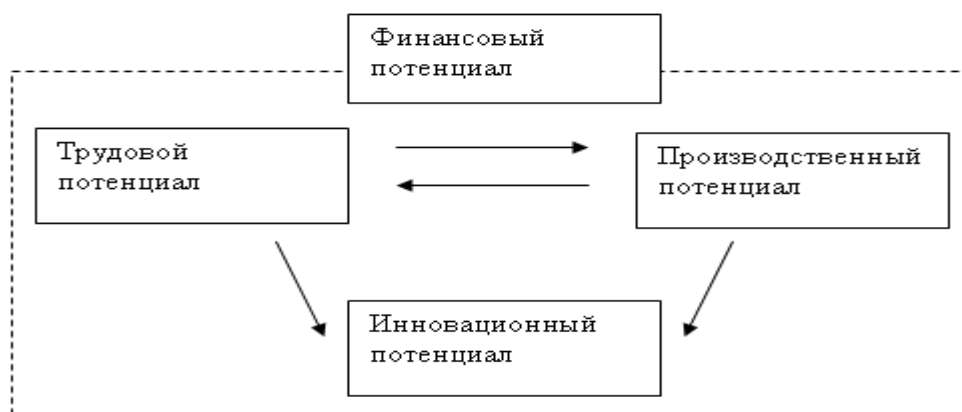 Финансовый
потенциал
Трудовой
потенциал
Производственный
потенциал
Инновационный
потенциал